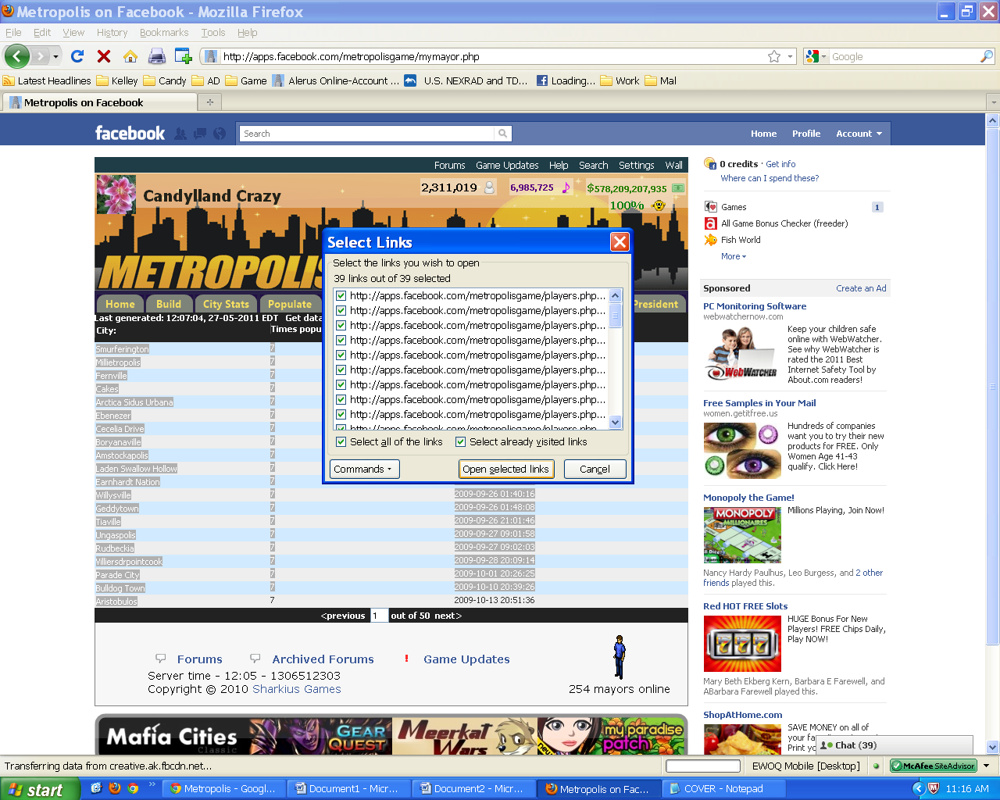 Metropolis on Facebook - Mozilla Firefox
File Edit View History Bookmarks Tools Help
http://apps.facebook.com/metropolisgame/mymayor.php
Google
Latest Headlines Kelley Candy AD Game Alerus Online-Account ... U.S. NEXRAD and TD... Loading... Work Mal
Metropolis on Facebook
facebook
Search
Home Profile Account
Forums Game Updates Help Search Settings Wall
Candylland Crazy
2,311,019 6,985,725 $578,209,207,935
100%
METROPOLIS
Home Build City Stats Populate President
Last generated: 12:07:04, 27-05-2011 EDT Get data
City: Times popu
Smurferington 7
Millietropolis 7
Fernville 7
Cakes 7
Arctica Sidus Urbana 7
Ebenezer 7
Cecelia Drive 7
Boryanaville 7
Amstockapolis 7
Laden Swallow Hollow 7
Earnhardt Nation 7
Willysville 7 2009-09-26 01:40:16
Geddytown 7 2009-09-26 01:48:08
Tiaville 7 2009-09-26 21:01:46
Ungaspolis 7 2009-09-27 09:01:58
Rudbeckia 7 2009-09-27 09:02:03
Villiersdrpointcook 7 2009-09-28 20:09:14
Parade City 7 2009-10-01 20:26:25
Bulldog Town 7 2009-10-10 20:39:26
Aristobulos 7 2009-10-13 20:51:36
<previous 1 out of 50 next>
Forums Archived Forums Game Updates
Server time - 12:05 - 1306512303
Copyright © 2010 Sharkius Games
254 mayors online
Mafia Cities Classic GEAR QUEST Meerkat Wars my paradise patch
Select Links
Select the links you wish to open
39 links out of 39 selected
http://apps.facebook.com/metropolisgame/players.php...
http://apps.facebook.com/metropolisgame/players.php...
http://apps.facebook.com/metropolisgame/players.php...
http://apps.facebook.com/metropolisgame/players.php...
http://apps.facebook.com/metropolisgame/players.php...
http://apps.facebook.com/metropolisgame/players.php...
http://apps.facebook.com/metropolisgame/players.php...
http://apps.facebook.com/metropolisgame/players.php...
http://apps.facebook.com/metropolisgame/players.php...
http://apps.facebook.com/metropolisgame/players.php
Select all of the links Select already visited links
Commands Open selected links Cancel
0 credits · Get info
Where can I spend these?
Games 1
All Game Bonus Checker (freeder)
Fish World
More
Sponsored Create an Ad
PC Monitoring Software
webwatchernow.com
WebWatcher
Keep your children safe
online with WebWatcher.
See why WebWatcher is
rated the 2011 Best
Internet Safety Tool by
About.com readers!
Free Samples in Your Mail
women.getitfree.us
Hundreds of companies
want you to try their new
products for FREE. Only
Women Age 41-43
qualify. Click Here!
Monopoly the Game!
MONOPOLY
MILLIONAIRES
Millions Playing, Join Now!
Nancy Hardy Paulhus, Leo Burgess, and 2 other
friends played this.
Red HOT FREE Slots
777
HUGE Bonus For New
Players! FREE Chips Daily,
Play NOW!
Mary Beth Ekberg Kern, Barbara E Farewell, and
ABarbara Farewell played this.
ShopAtHome.com
SAVE MONEY on all of
your fa
Print yo
Chat (39)
Transferring data from creative.ak.fbcdn.net...
EWOQ Mobile [Desktop] McAfee SiteAdvisor
start Metropolis - Googl... Document1 - Micr... Document2 - Micr... Metropolis on Fac... COVER - Notepad 11:16 AM